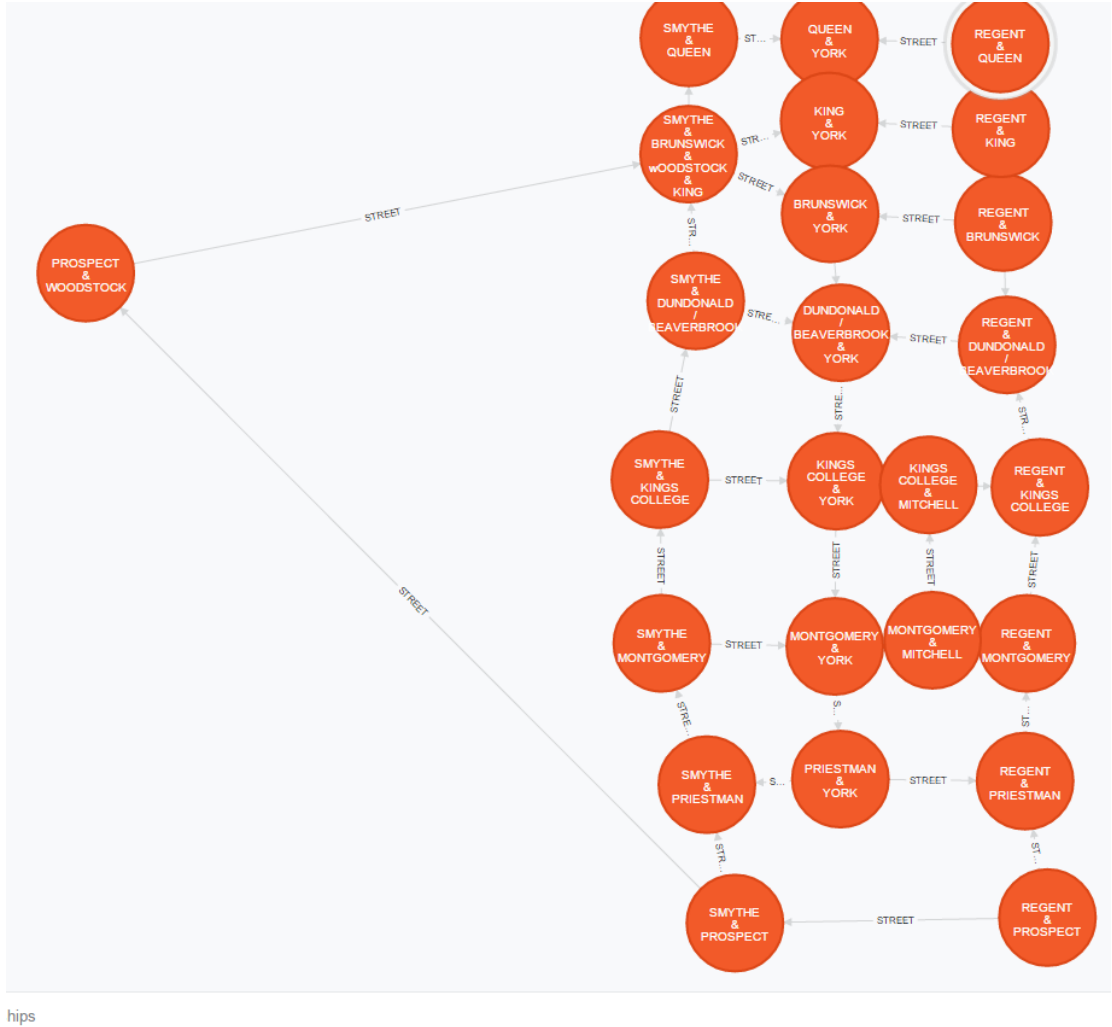 SMYTHE
&
QUEEN
ST...
QUEEN
&
YORK
STREET
REGENT
&
QUEEN
SMYTHE
&
BRUNSWICK
&
wOODSTOCK
&
KING
STR...
KING
&
YORK
STREET
REGENT
&
KING
STREET
STREET
BRUNSWICK
&
YORK
STREET
REGENT
&
BRUNSWICK
STR...
PROSPECT
&
WOODSTOCK
SMYTHE
&
DUNDONALD
/
BEAVERBROOK
STRE...
DUNDONALD
/
BEAVERBROOK
&
YORK
STREET
REGENT
&
DUNDONALD
/
BEAVERBROOK
STREET
STRE...
STR...
SMYTHE
&
KINGS
COLLEGE
STREET
KINGS
COLLEGE
&
YORK
KINGS
COLLEGE
&
MITCHELL
REGENT
&
KINGS
COLLEGE
STREET
STREET
STREET
STREET
STREET
SMYTHE
&
MONTGOMERY
STREET
MONTGOMERY
&
YORK
MONTGOMERY
&
MITCHELL
REGENT
&
MONTGOMERY
STRE...
S...
ST...
SMYTHE
&
PRIESTMAN
S...
PRIESTMAN
&
YORK
STREET
REGENT
&
PRIESTMAN
STR...
ST...
SMYTHE
&
PROSPECT
STREET
REGENT
&
PROSPECT
hips